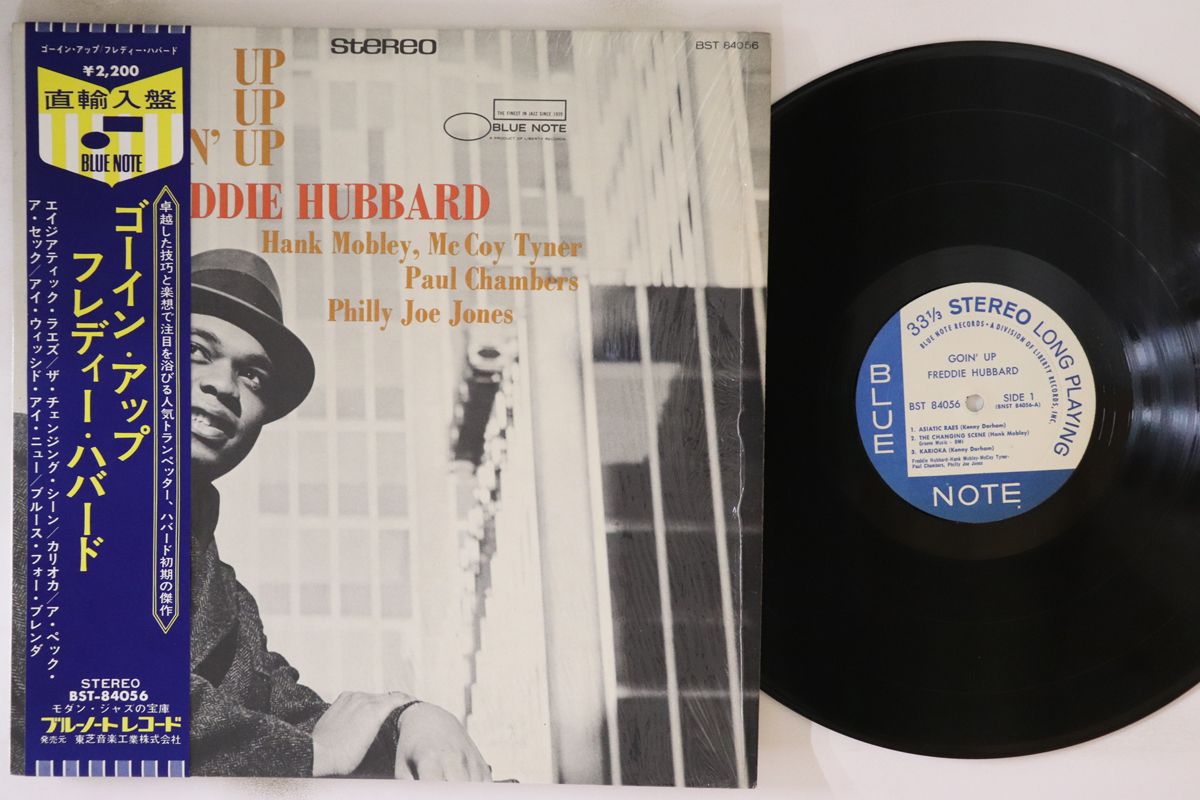 ゴーイン・アップ/フレディー・ハバード
¥2,200
直輸入盤
BLUE NOTE
卓越した技巧と楽想で注目を浴びる人気トランペッター、ハバード初期の傑作
ゴーイン・アップ
フレディー・ハバード
エイジアティック・ラエズ/ザ・チェンジング・シーン/カリオカ/ア・ペック・
ア・セック/アイ・ウィッシド・アイ・ニュー/ブルース・フォー・ブレンダ
STEREO
BST-84056
モダン・ジャズの宝庫
ブルーノートレコード
発売元 東芝音楽工業株式会社
STEREO
BST 84056
UP
UP
N' UP
THE FINEST IN JAZZ SINCE 1939
BLUE NOTE
A PRODUCT OF LIBERTY RECORDS
DDIE HUBBARD
Hank Mobley, Mc Coy Tyner
Paul Chambers
Philly Joe Jones
33⅓ STEREO LONG PLAYING
BLUE NOTE RECORDS • A DIVISION OF LIBERTY RECORDS, INC.
GOIN' UP
FREDDIE HUBBARD
BST 84056
SIDE 1
(BNST 84056-A)
1. ASIATIC RAES (Kenny Dorham)
2. THE CHANGING SCENE (Hank Mobley)
Groove Music - BMI
3. KARIOKA (Kenny Dorham)
Freddie Hubbard-Hank Mobley-McCoy Tyner-
Paul Chambers, Philly Joe Jones
BLUE
NOTE